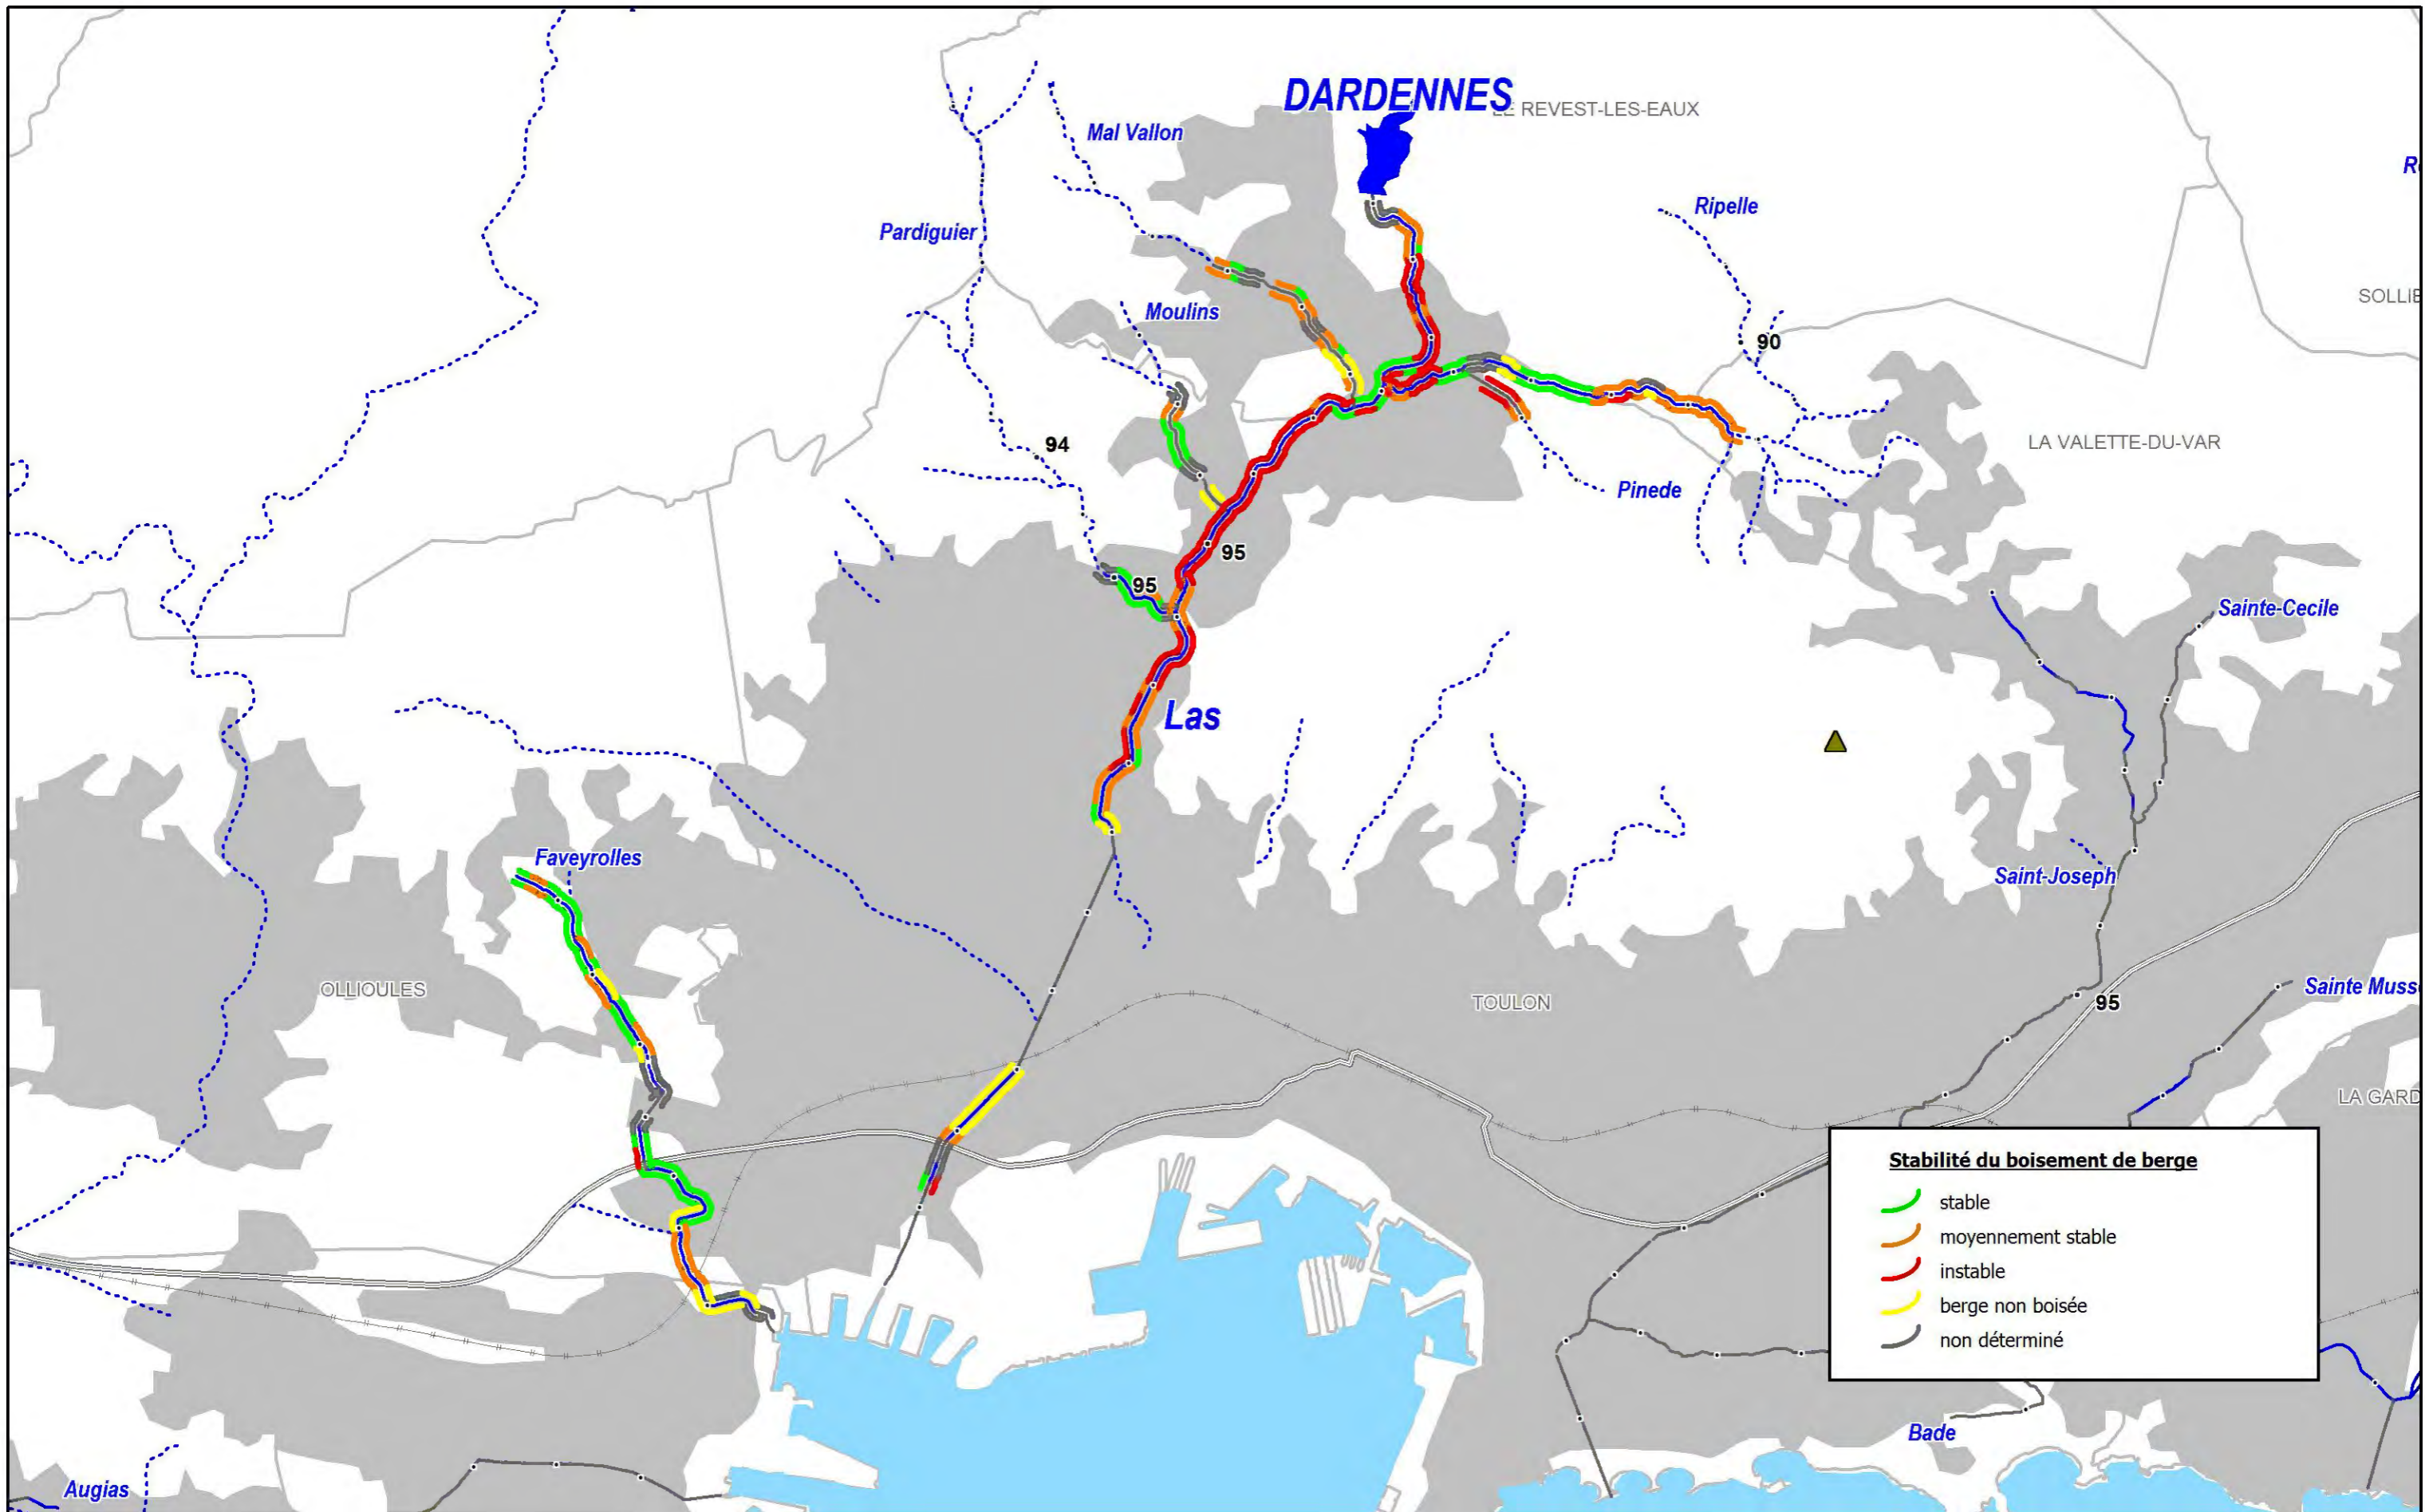 DARDENNES
LE REVEST-LES-EAUX
Mal Vallon
Ripelle
Pardiguier
SOLLIE
Moulins
90
94
LA VALETTE-DU-VAR
Pinede
95
95
Sainte-Cecile
Las
Faveyrolles
Saint-Joseph
OLLIOULES
TOULON
95
Sainte Muss
LA GARD
Stabilité du boisement de berge
stable
moyennement stable
instable
berge non boisée
non déterminé
Bade
Augias